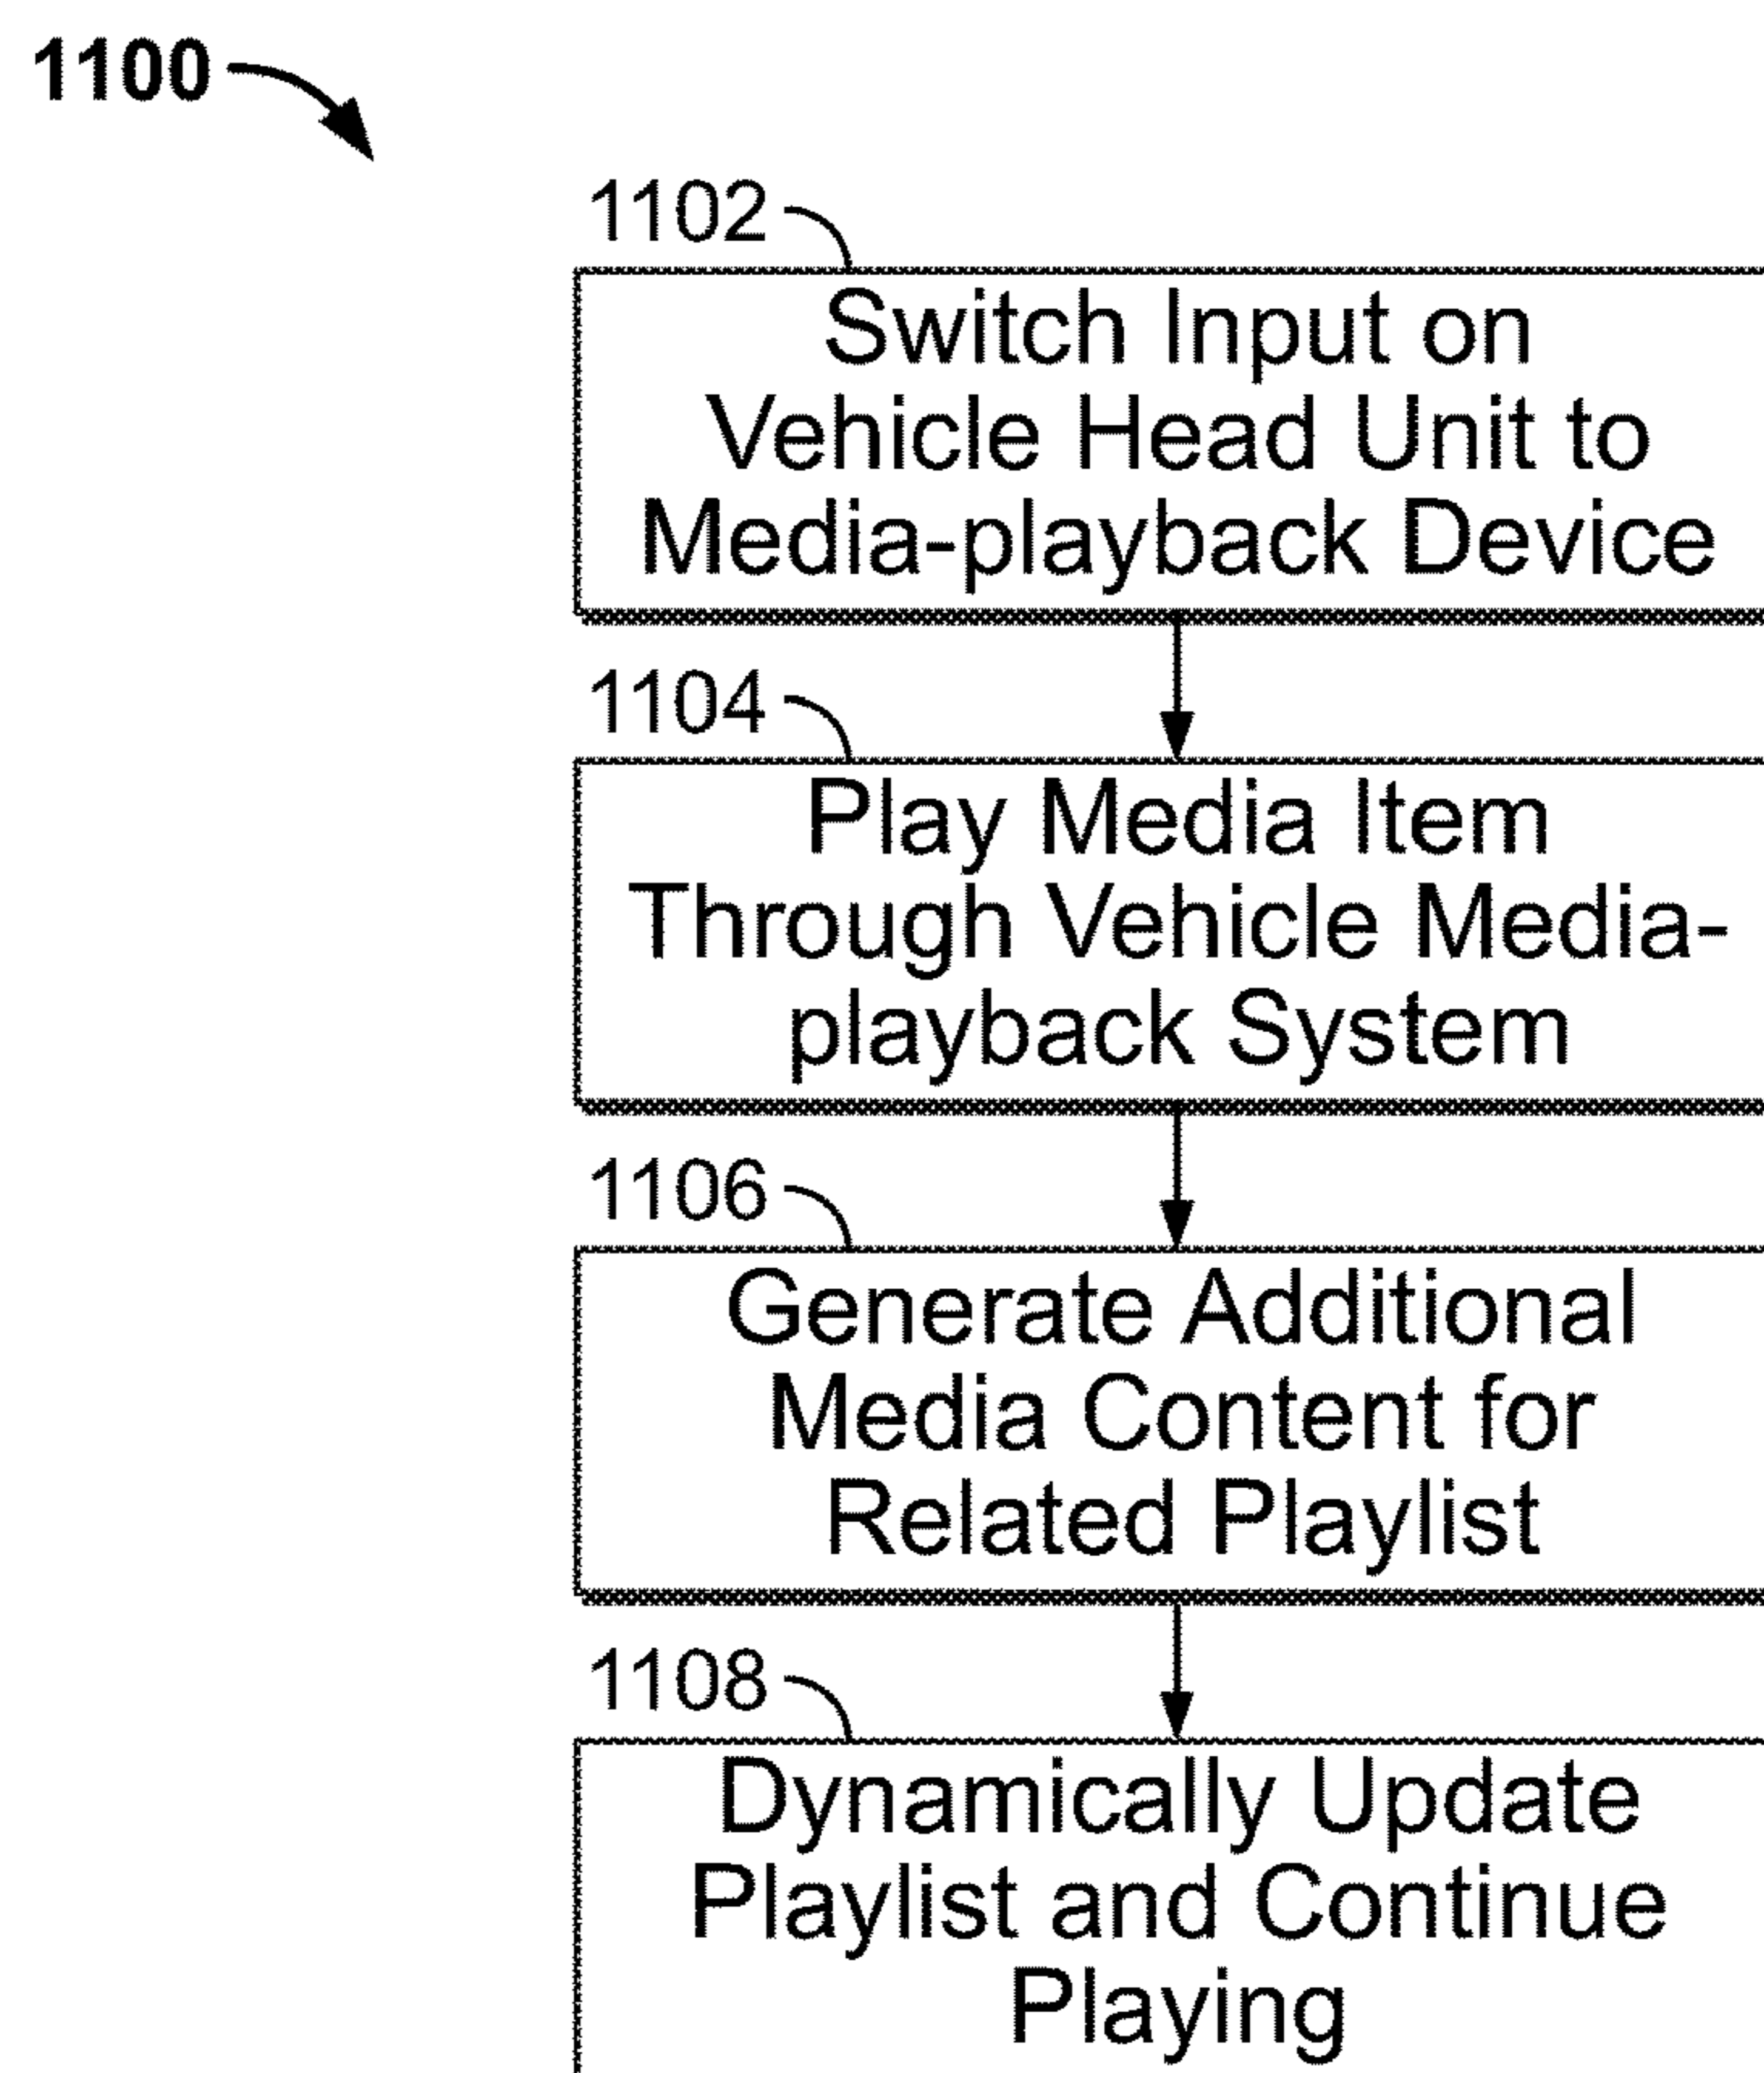 1100
1102
Switch Input on
Vehicle Head Unit to
Media-playback Device
1104
Play Media Item
Through Vehicle Media-
playback System
1106
Generate Additional
Media Content for
Related Playlist
1108
Dynamically Update
Playlist and Continue
Playing